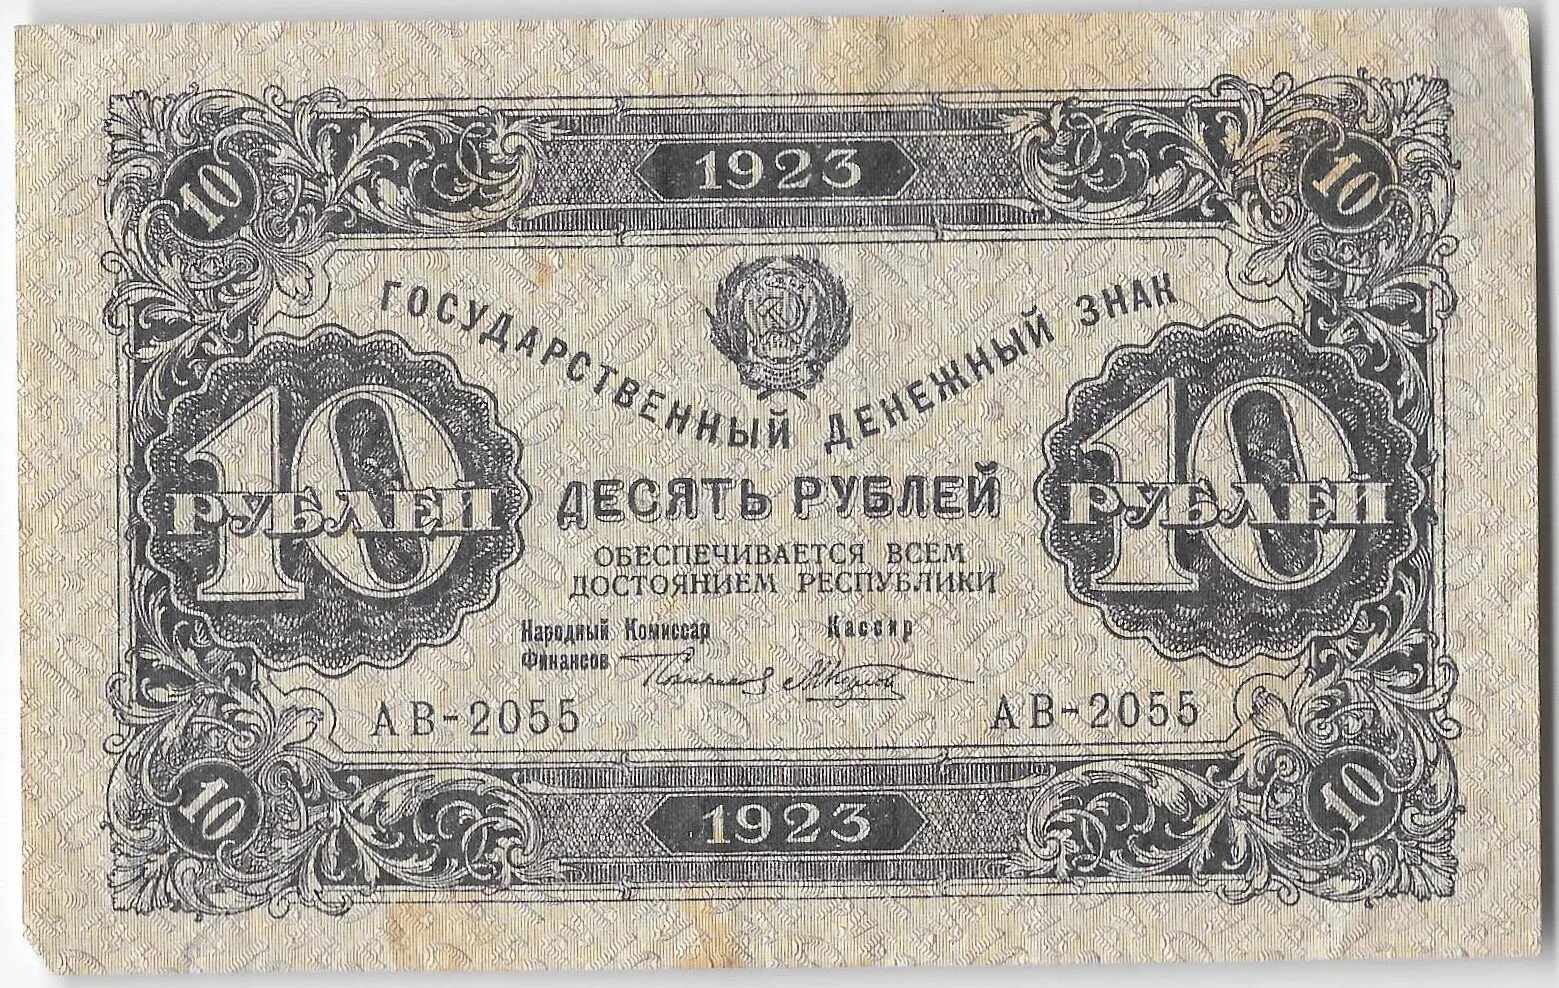 1923
10
10
ГОСУДАРСТВЕННЫЙ ДЕНЕЖНЫЙ ЗНАК
10
РУБЛЕЙ
ДЕСЯТЬ РУБЛЕЙ
10
РУБЛЕЙ
ОБЕСПЕЧИВАЕТСЯ ВСЕМ
ДОСТОЯНИЕМ РЕСПУБЛИКИ
Народный Комиссар
Финансов
Кассир
АВ-2055
АВ-2055
10
10
1923